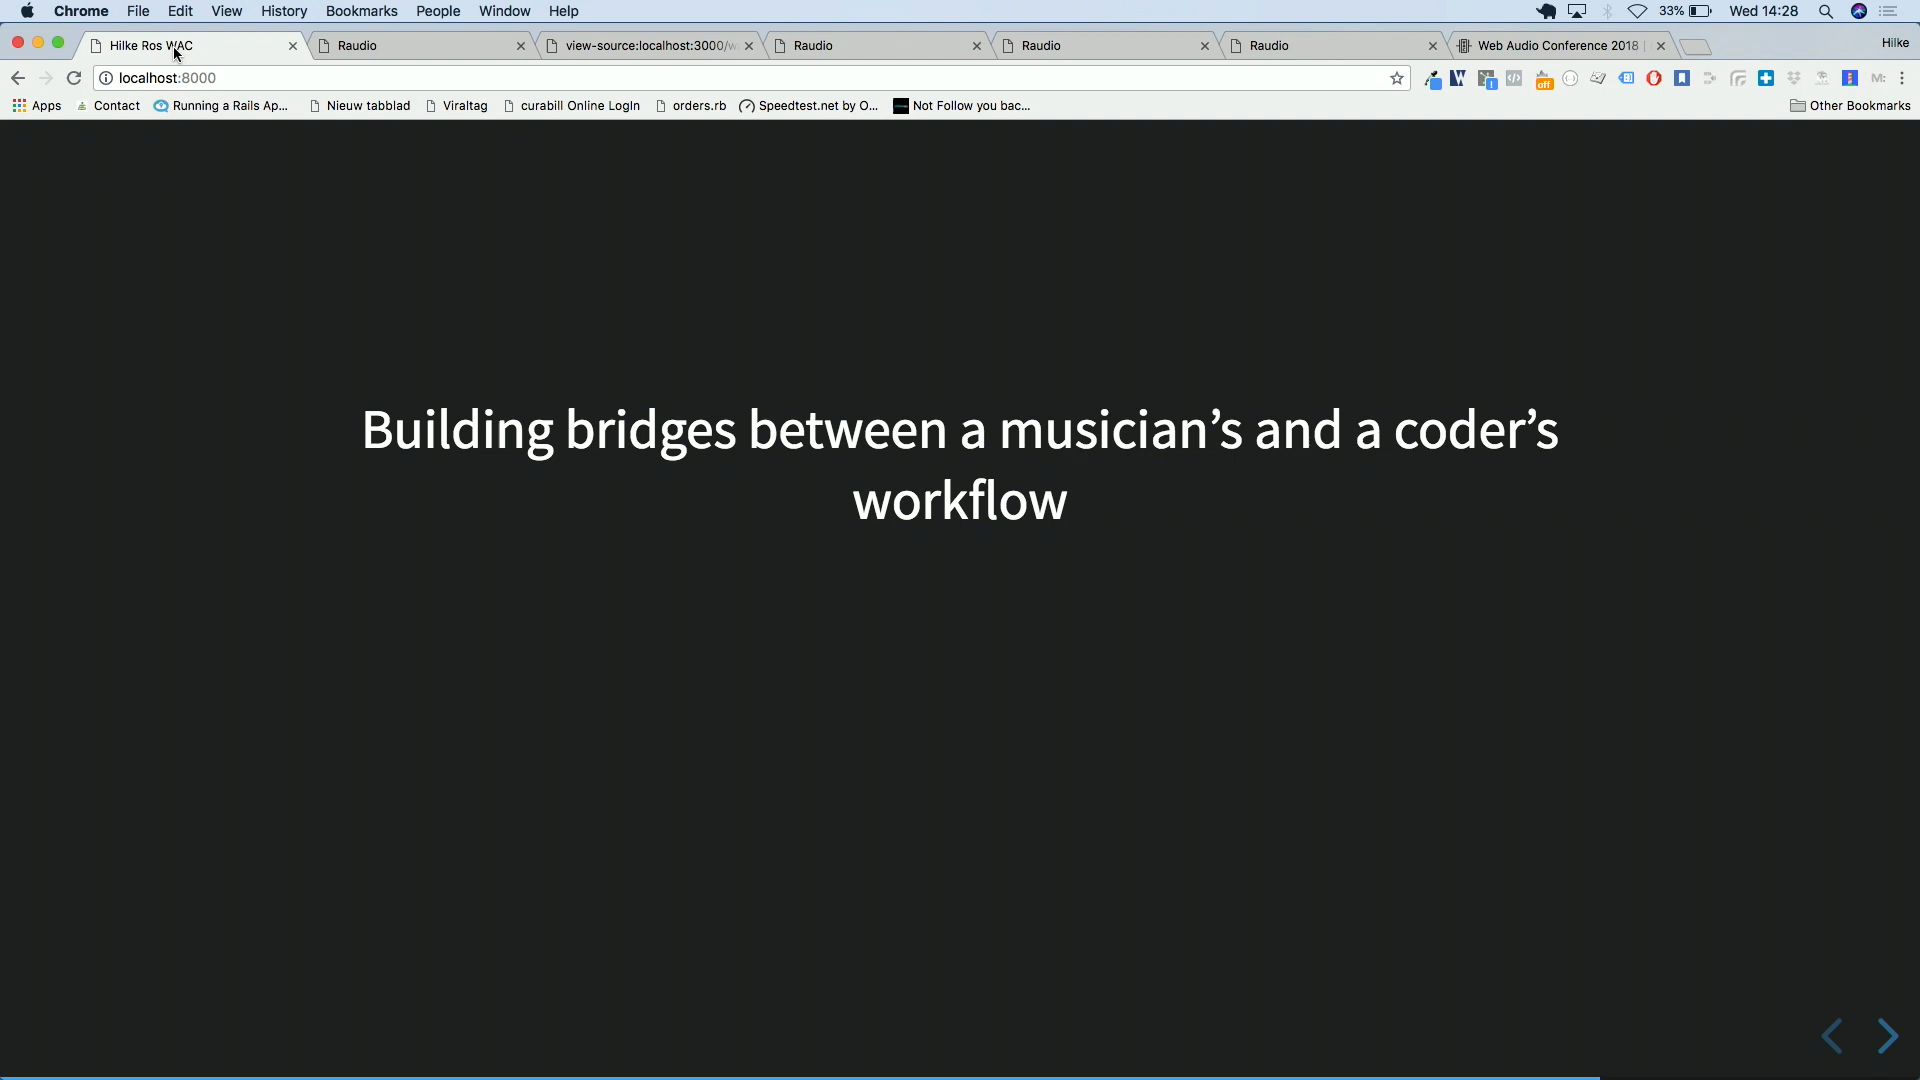 Chrome File Edit View History Bookmarks People Window Help 33% Wed 14:28
Hilke Ros WAC Raudio view-source:localhost:3000/w Raudio Raudio Raudio Web Audio Conference 2018 Hilke
localhost:8000
Apps Contact Running a Rails Ap... Nieuw tabblad Viraltag curabill Online LogIn orders.rb Speedtest.net by O... Not Follow you bac... Other Bookmarks
Building bridges between a musician’s and a coder’s
workflow